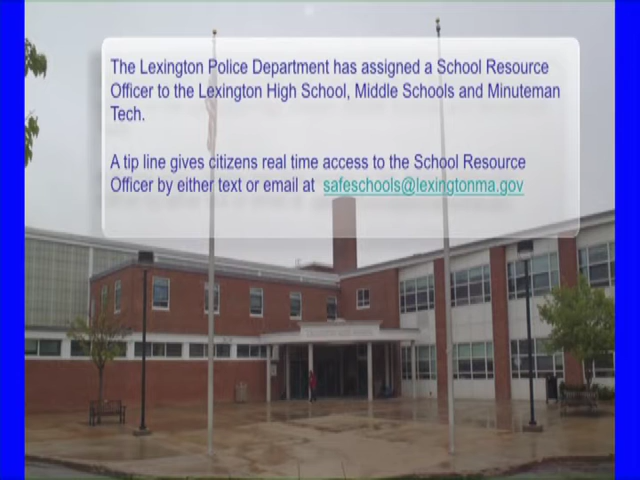 The Lexington Police Department has assigned a School Resource
Officer to the Lexington High School, Middle Schools and Minuteman
Tech.
A tip line gives citizens real time access to the School Resource
Officer by either text or email at safeschools@lexingtonma.gov